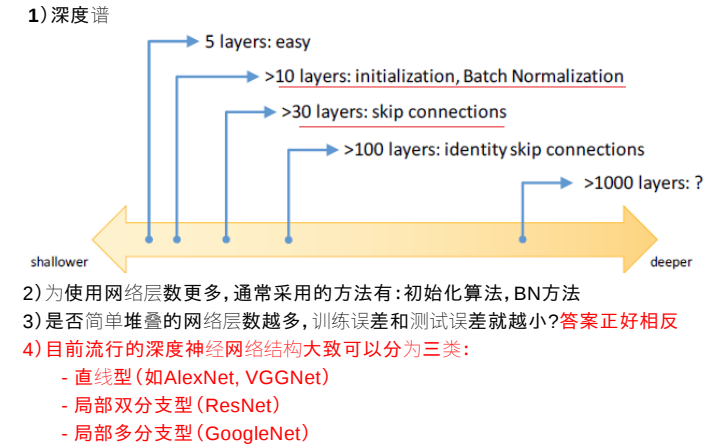 1）深度谱
5 layers: easy
>10 layers: initialization, Batch Normalization
>30 layers: skip connections
>100 layers: identity skip connections
>1000 layers: ?
shallower
deeper
2）为使用网络层数更多，通常采用的方法有：初始化算法，BN方法
3）是否简单堆叠的网络层数越多，训练误差和测试误差就越小?答案正好相反
4）目前流行的深度神经网络结构大致可以分为三类：
- 直线型（如AlexNet, VGGNet）
- 局部双分支型（ResNet）
- 局部多分支型（GoogleNet）